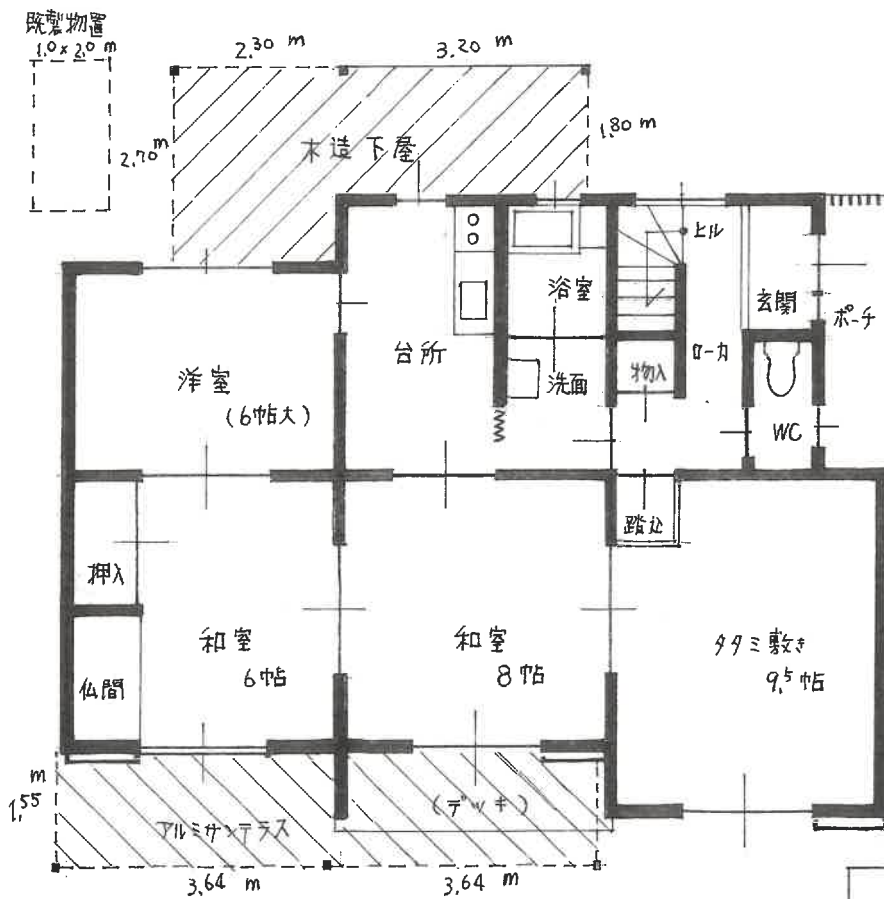 既製物置
1.0 × 2.0 m
2.30 m
3.20 m
2.70 m
1.80 m
木造下屋
ヒル
浴室
玄関
ポーチ
台所
洗面
物入
ローカ
洋室
(6帖大)
WC
踏込
押入
和室
6帖
和室
8帖
タタミ敷き
9.5帖
仏間
1.55 m
アルミサンテラス
(デッキ)
3.64 m
3.64 m